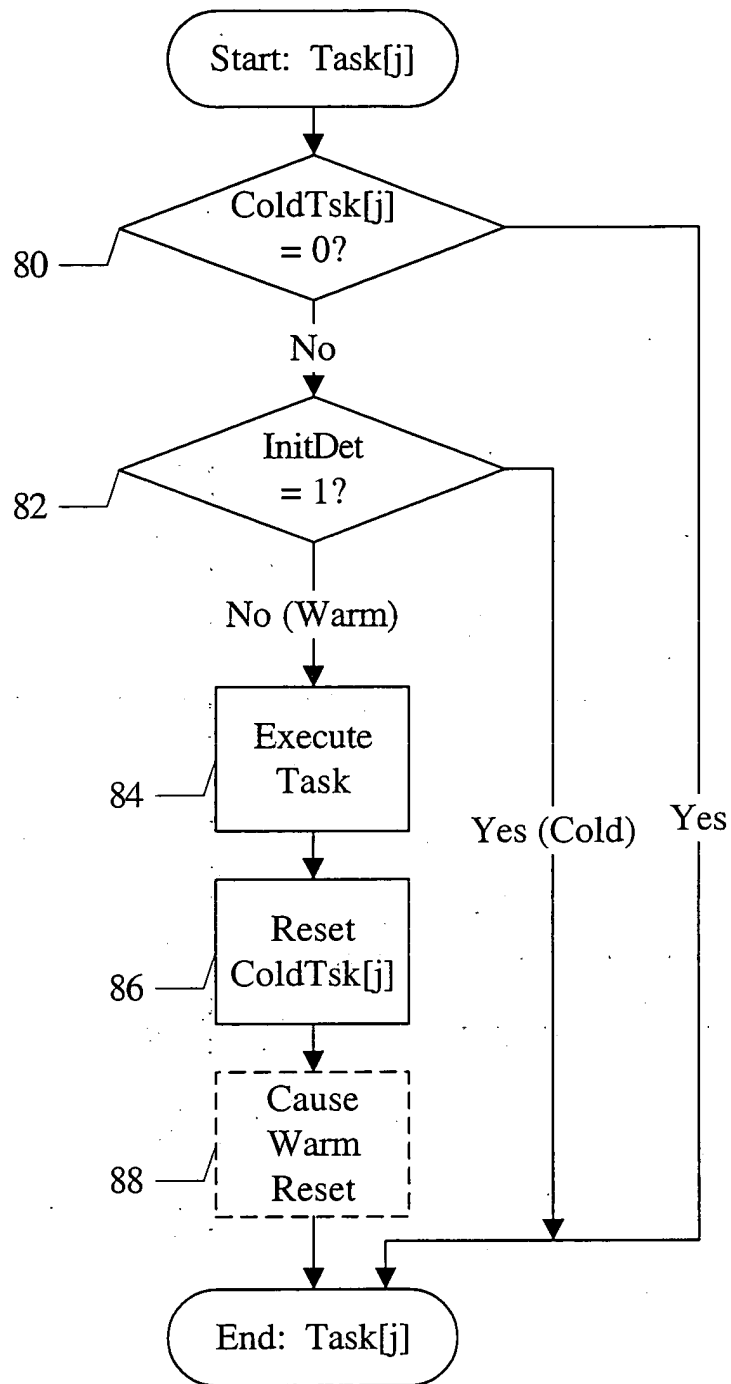 Start: Task[j]
ColdTsk[j]
= 0?
80
No
InitDet
= 1?
82
No (Warm)
Execute
Task
84
Yes (Cold)
Yes
Reset
ColdTsk[j]
86
Cause
Warm
Reset
88
End: Task[j]